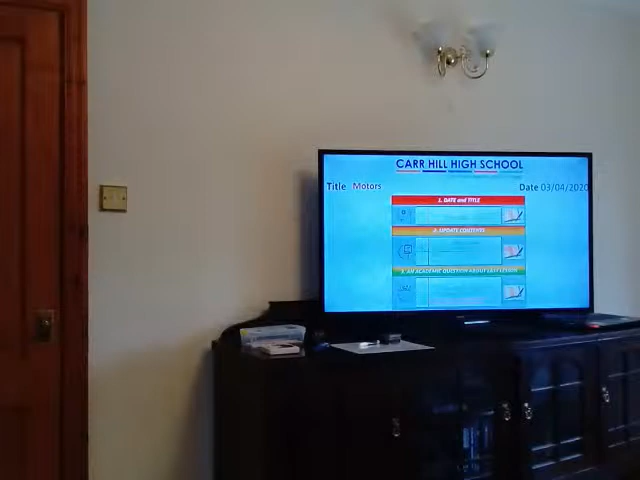 CARR HILL HIGH SCHOOL
Title Motors Date 03/04/2020
1. DATE and TITLE
2. UPDATE CONTENTS
3. AN ACADEMIC QUESTION ABOUT LAST LESSON